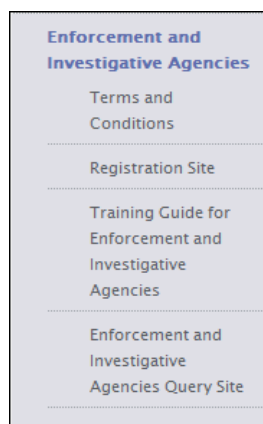 Enforcement and
Investigative Agencies
Terms and
Conditions
Registration Site
Training Guide for
Enforcement and
Investigative
Agencies
Enforcement and
Investigative
Agencies Query Site